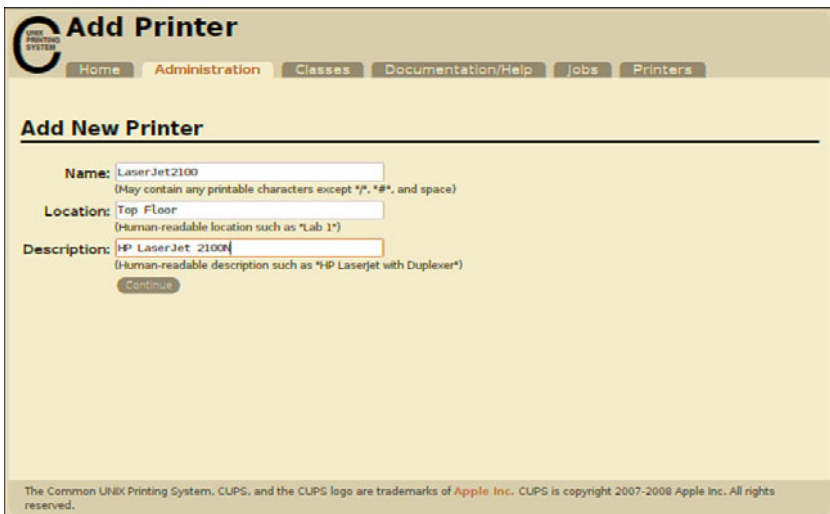 UNIX
PRINTING
SYSTEM
Add Printer
Home Administration Classes Documentation/Help Jobs Printers
Add New Printer
Name: LaserJet2100
(May contain any printable characters except "/", "#", and space)
Location: Top Floor
(Human-readable location such as "Lab 1")
Description: HP LaserJet 2100N
(Human-readable description such as "HP LaserJet with Duplexer")
Continue
The Common UNIX Printing System, CUPS, and the CUPS logo are trademarks of Apple Inc. CUPS is copyright 2007-2008 Apple Inc. All rights
reserved.